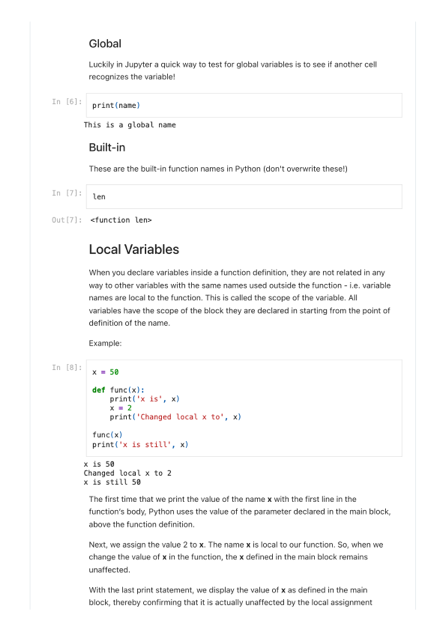 Global
Luckily in Jupyter a quick way to test for global variables is to see if another cell
recognizes the variable!
In [6]: print(name)
This is a global name
Built-in
These are the built-in function names in Python (don't overwrite these!)
In [7]: len
Out[7]: <function len>
Local Variables
When you declare variables inside a function definition, they are not related in any
way to other variables with the same names used outside the function - i.e. variable
names are local to the function. This is called the scope of the variable. All
variables have the scope of the block they are declared in starting from the point of
definition of the name.
Example:
In [8]: x = 50
def func(x):
    print('x is', x)
    x = 2
    print('Changed local x to', x)
func(x)
print('x is still', x)
x is 50
Changed local x to 2
x is still 50
The first time that we print the value of the name x with the first line in the
function's body, Python uses the value of the parameter declared in the main block,
above the function definition.
Next, we assign the value 2 to x. The name x is local to our function. So, when we
change the value of x in the function, the x defined in the main block remains
unaffected.
With the last print statement, we display the value of x as defined in the main
block, thereby confirming that it is actually unaffected by the local assignment